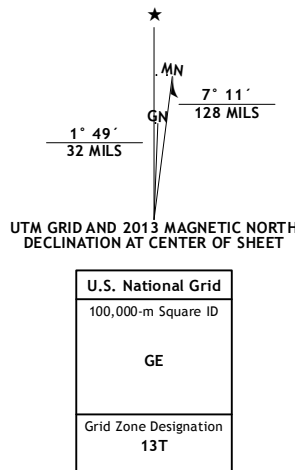 MN
GN
7° 11´
128 MILS
1° 49´
32 MILS
UTM GRID AND 2013 MAGNETIC NORTH
DECLINATION AT CENTER OF SHEET
U.S. National Grid
100,000-m Square ID
GE
Grid Zone Designation
13T